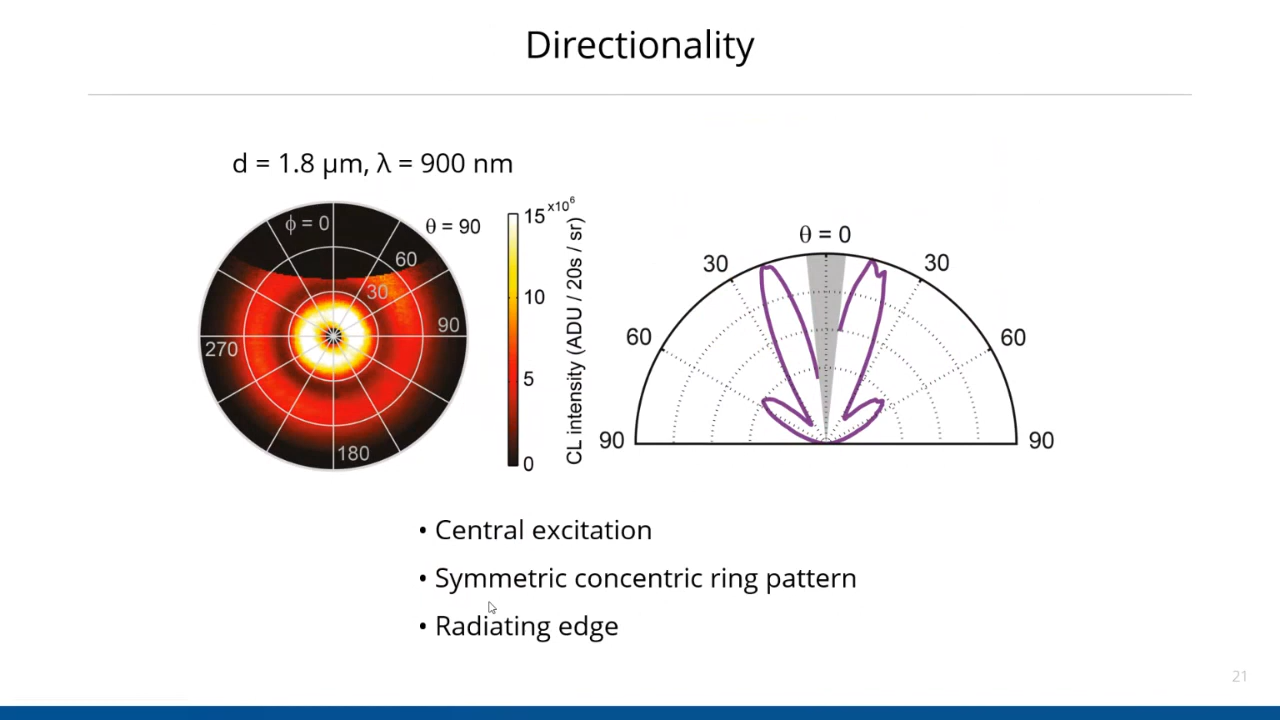 Directionality
d = 1.8 μm, λ = 900 nm
ϕ = 0
θ = 90
60
30
90
270
180
15 x10⁶
10
5
0
CL intensity (ADU / 20s / sr)
θ = 0
30
30
60
60
90
90
• Central excitation
• Symmetric concentric ring pattern
• Radiating edge
21